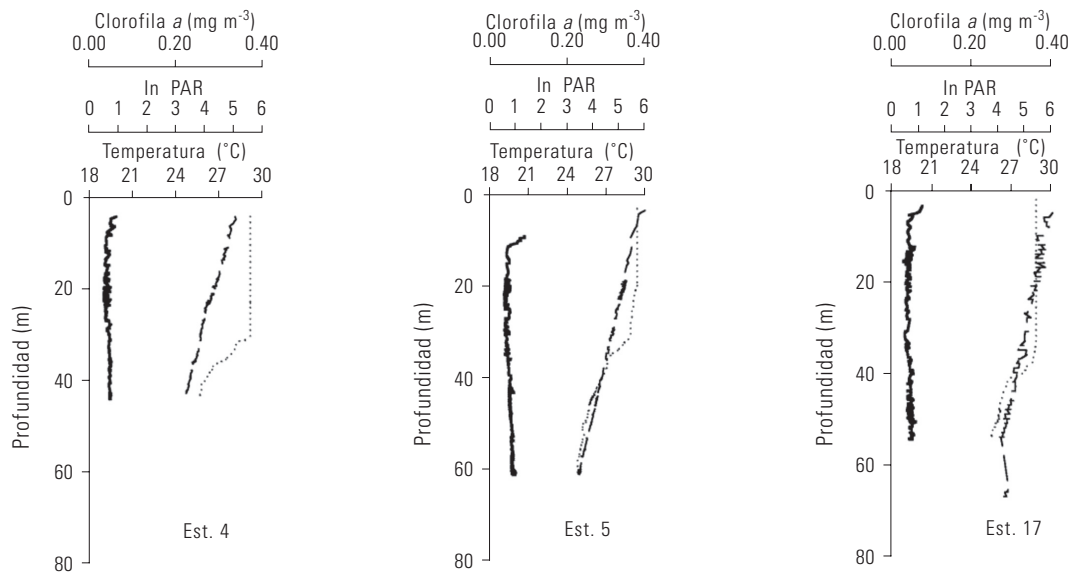 Clorofila a (mg m-3)
0.00 0.20 0.40
ln PAR
0 1 2 3 4 5 6
Temperatura (˚C)
18 21 24 27 30
0
20
40
60
80
Profundidad (m)
Est. 4
Clorofila a (mg m-3)
0.00 0.20 0.40
ln PAR
0 1 2 3 4 5 6
Temperatura (˚C)
18 21 24 27 30
0
20
40
60
80
Profundidad (m)
Est. 5
Clorofila a (mg m-3)
0.00 0.20 0.40
ln PAR
0 1 2 3 4 5 6
Temperatura (˚C)
18 21 24 27 30
0
20
40
60
80
Profundidad (m)
Est. 17